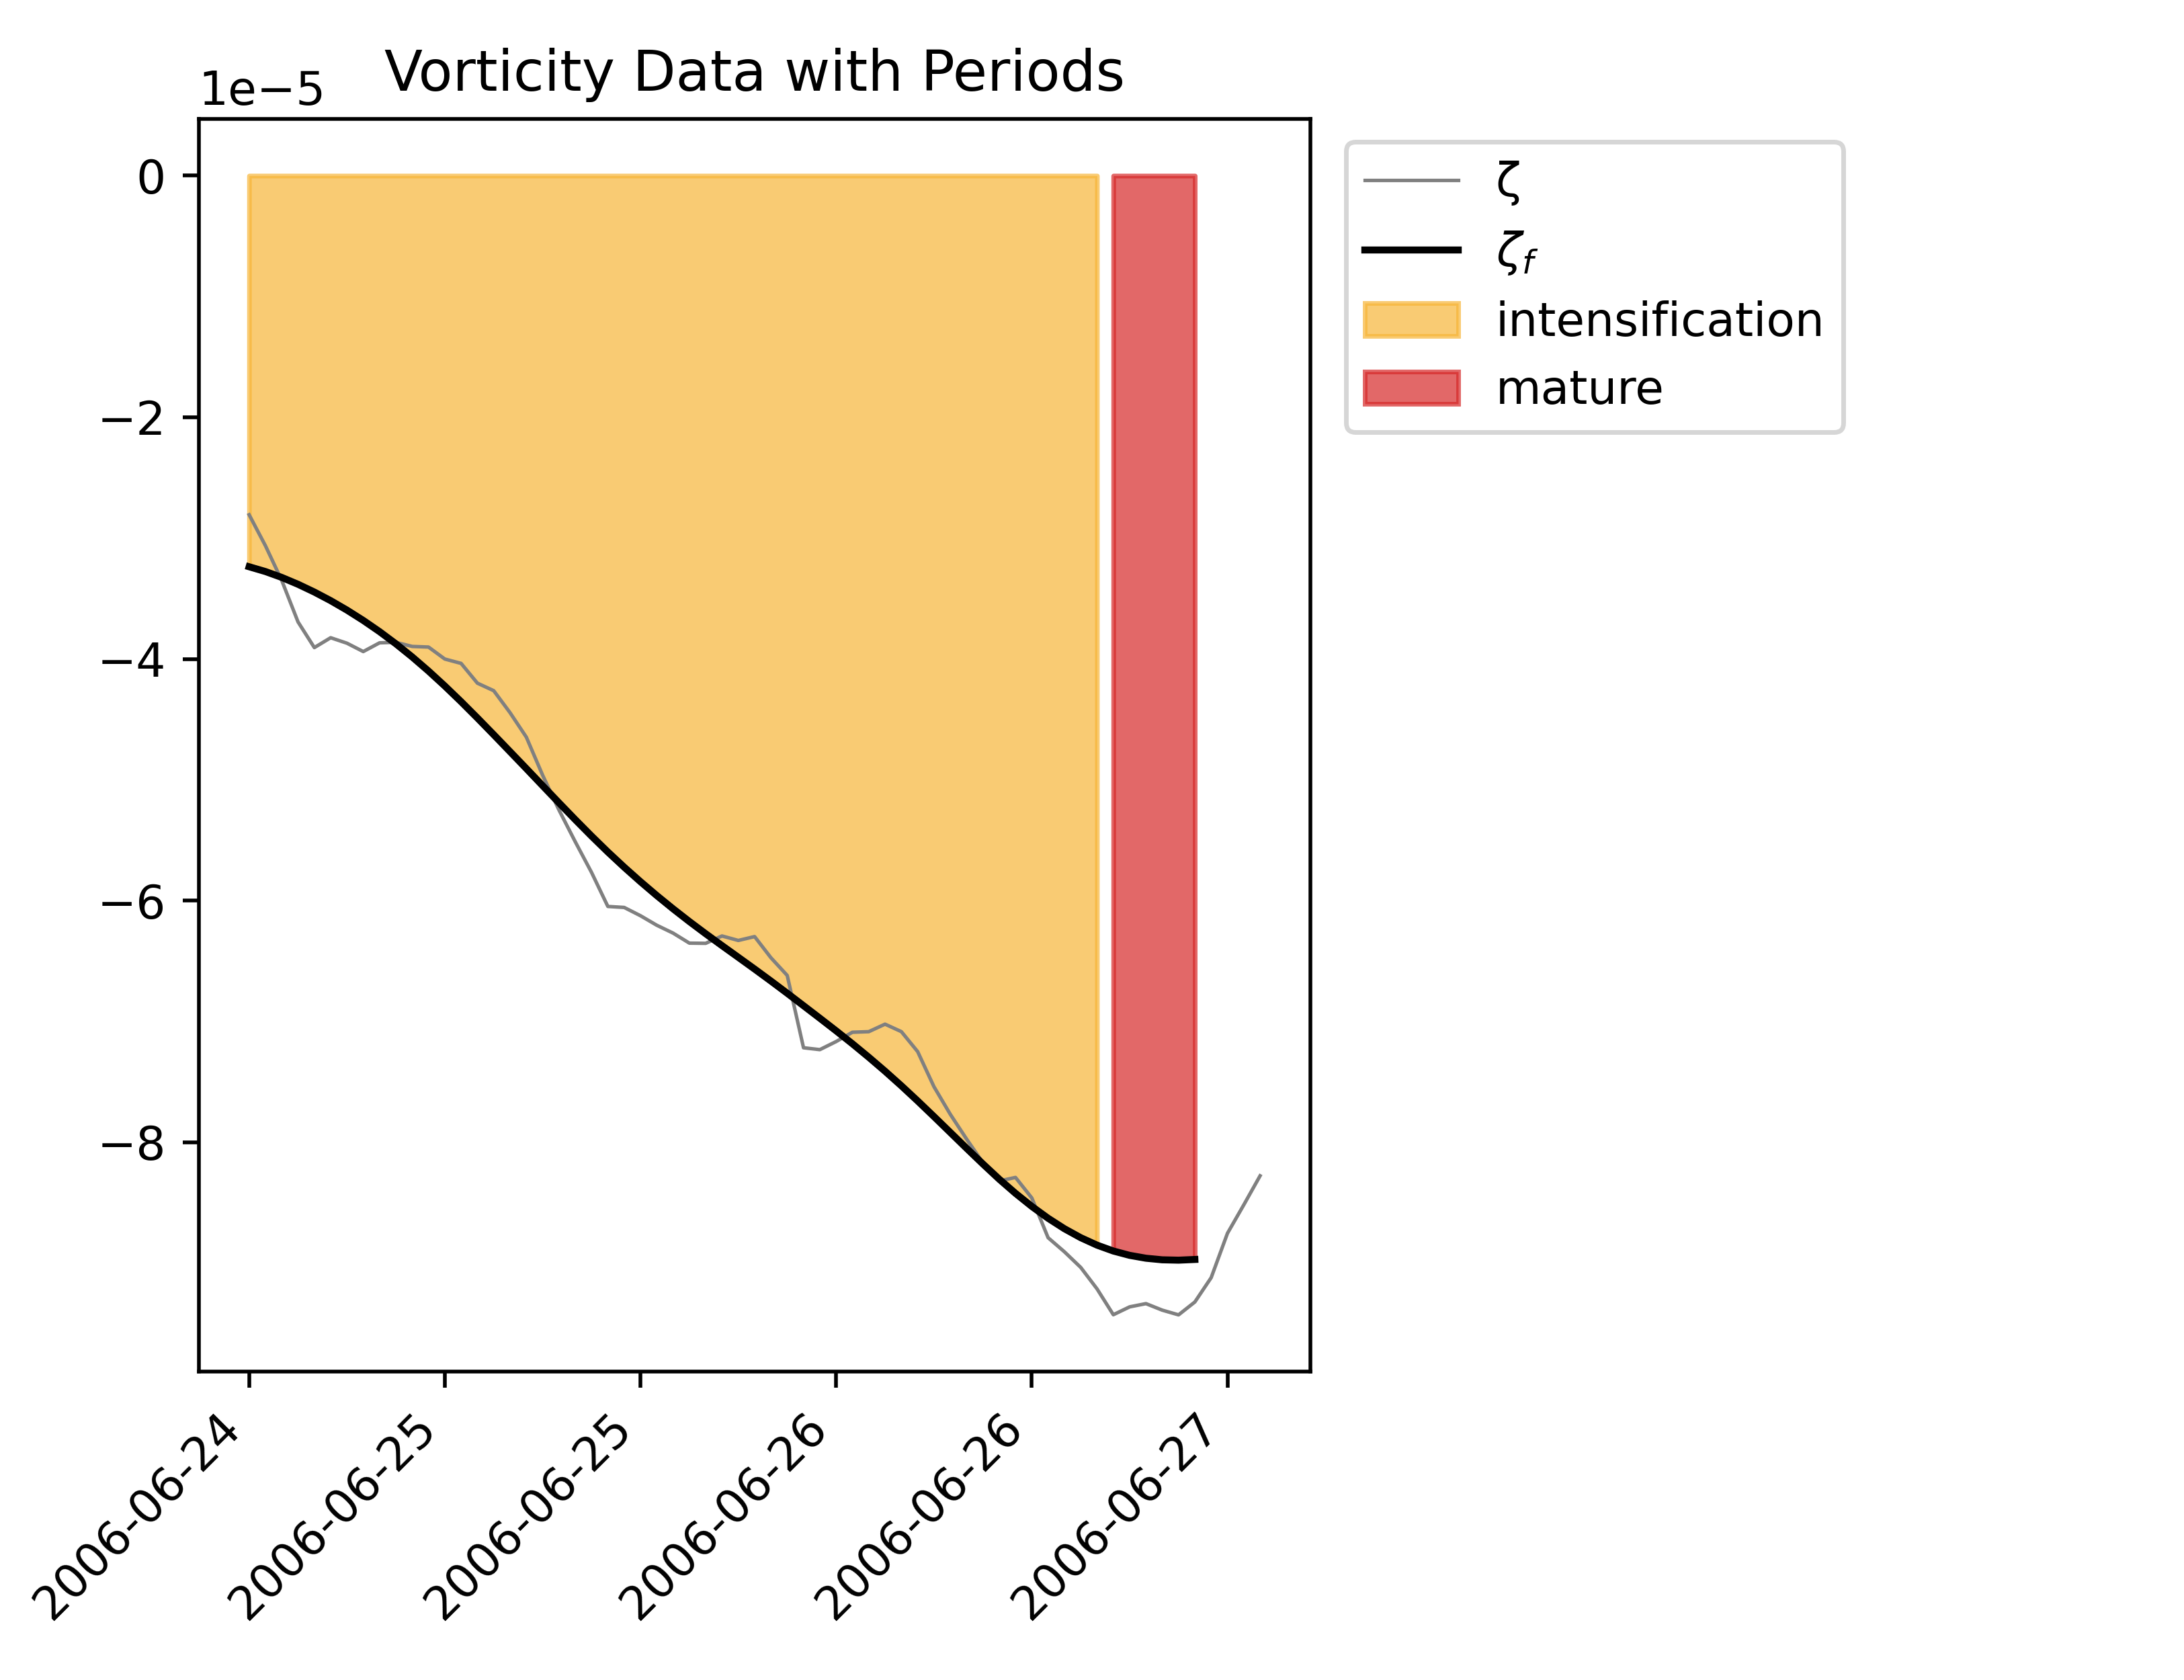 Vorticity Data with Periods
1e−5
0
−2
−4
−6
−8
2006-06-24
2006-06-25
2006-06-25
2006-06-26
2006-06-26
2006-06-27
ζ
ζf
intensification
mature